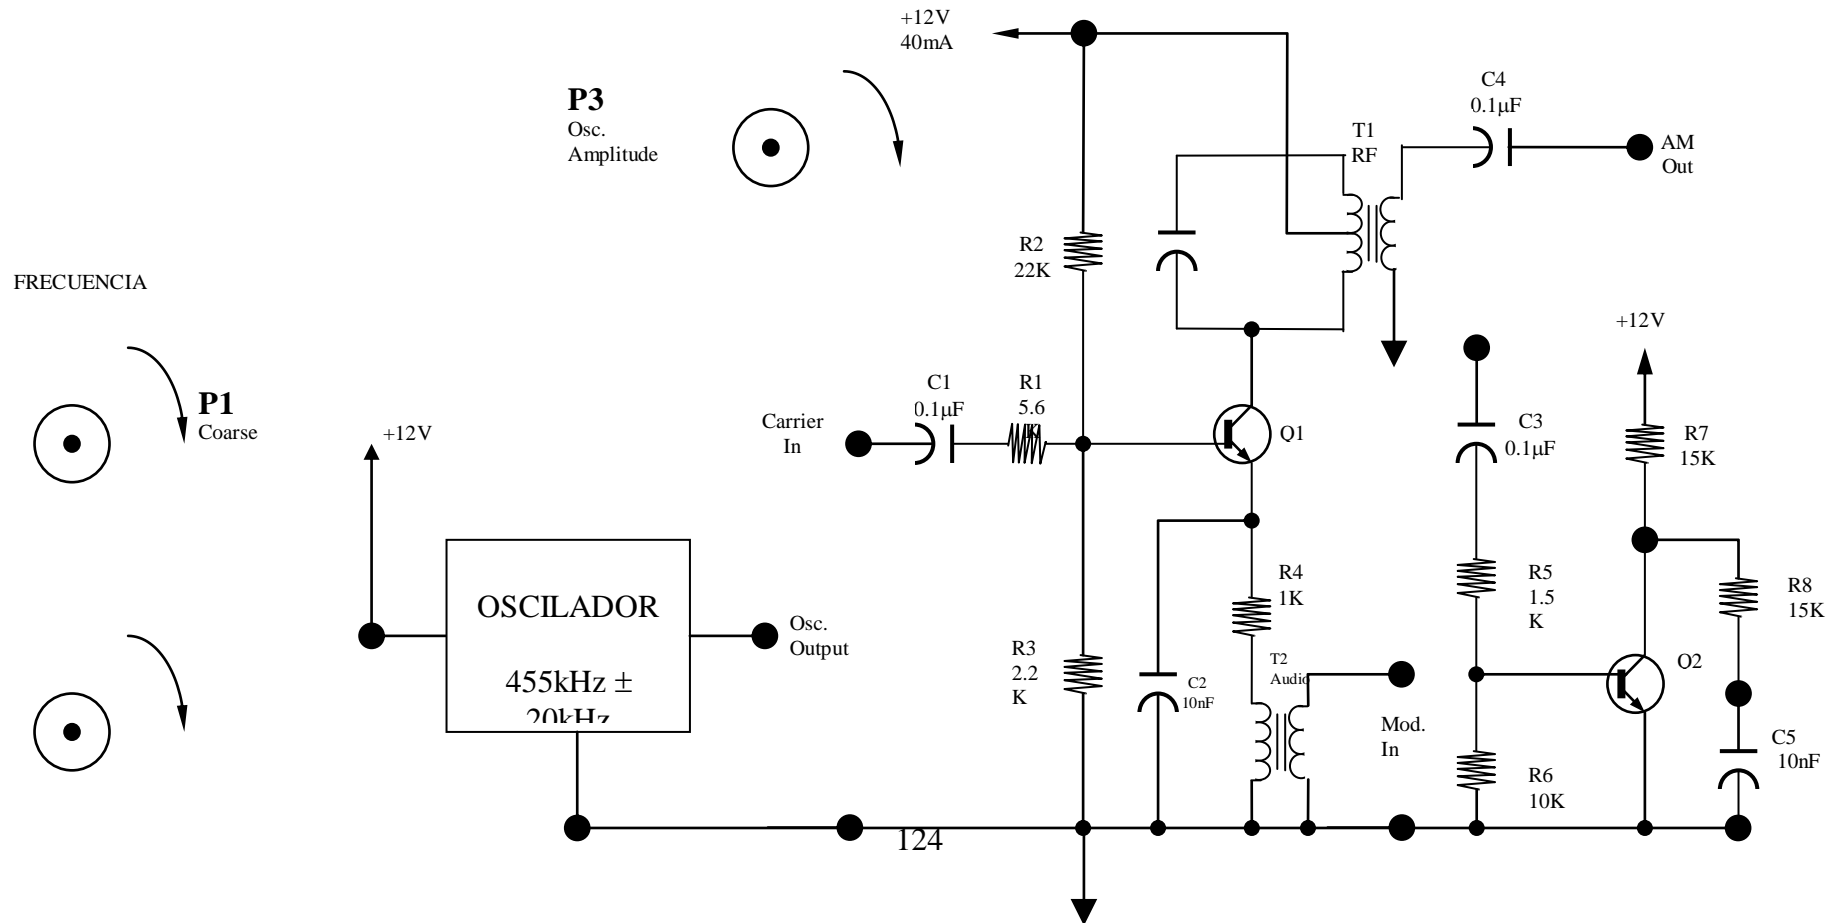 +12V
40mA
P3
Osc.
Amplitude
C4
0.1μF
T1
RF
AM
Out
R2
22K
FRECUENCIA
+12V
P1
Coarse
+12V
C1
0.1μF
R1
5.6
K
Carrier
In
Q1
C3
0.1μF
R7
15K
OSCILADOR
455kHz ±
20kHz
Osc.
Output
R4
1K
R5
1.5
K
R8
15K
R3
2.2
K
T2
Audio
C2
10nF
Q2
Mod.
In
C5
10nF
R6
10K
124